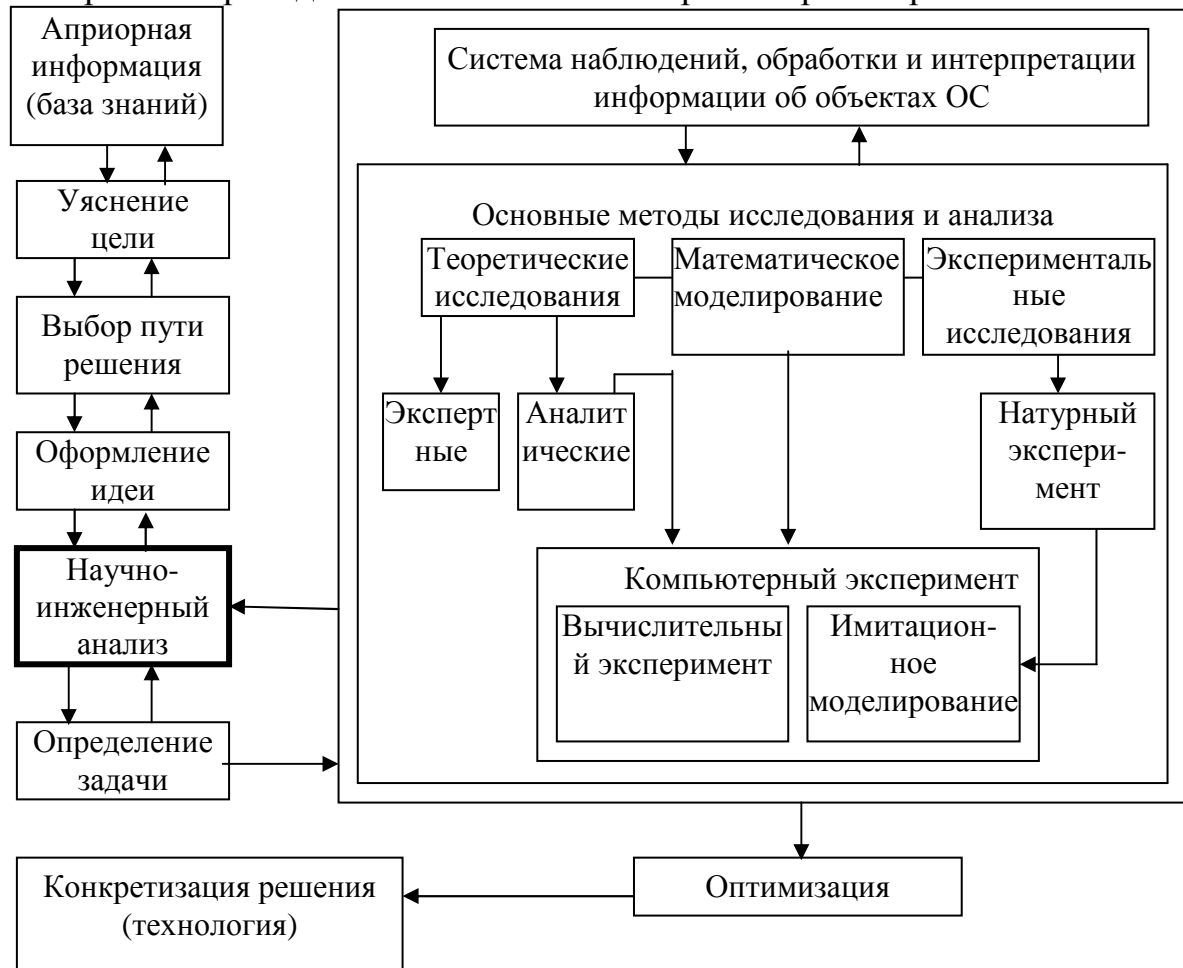 Априорная
информация
(база знаний)
Уяснение
цели
Выбор пути
решения
Оформление
идеи
Научно-
инженерный
анализ
Определение
задачи
Система наблюдений, обработки и интерпретации
информации об объектах ОС
Основные методы исследования и анализа
Теоретические
исследования
Математическое
моделирование
Эксперименталь
ные
исследования
Эксперт
ные
Аналит
ические
Натурный
экспери-
мент
Компьютерный эксперимент
Вычислительны
й эксперимент
Имитацион-
ное
моделирование
Оптимизация
Конкретизация решения
(технология)